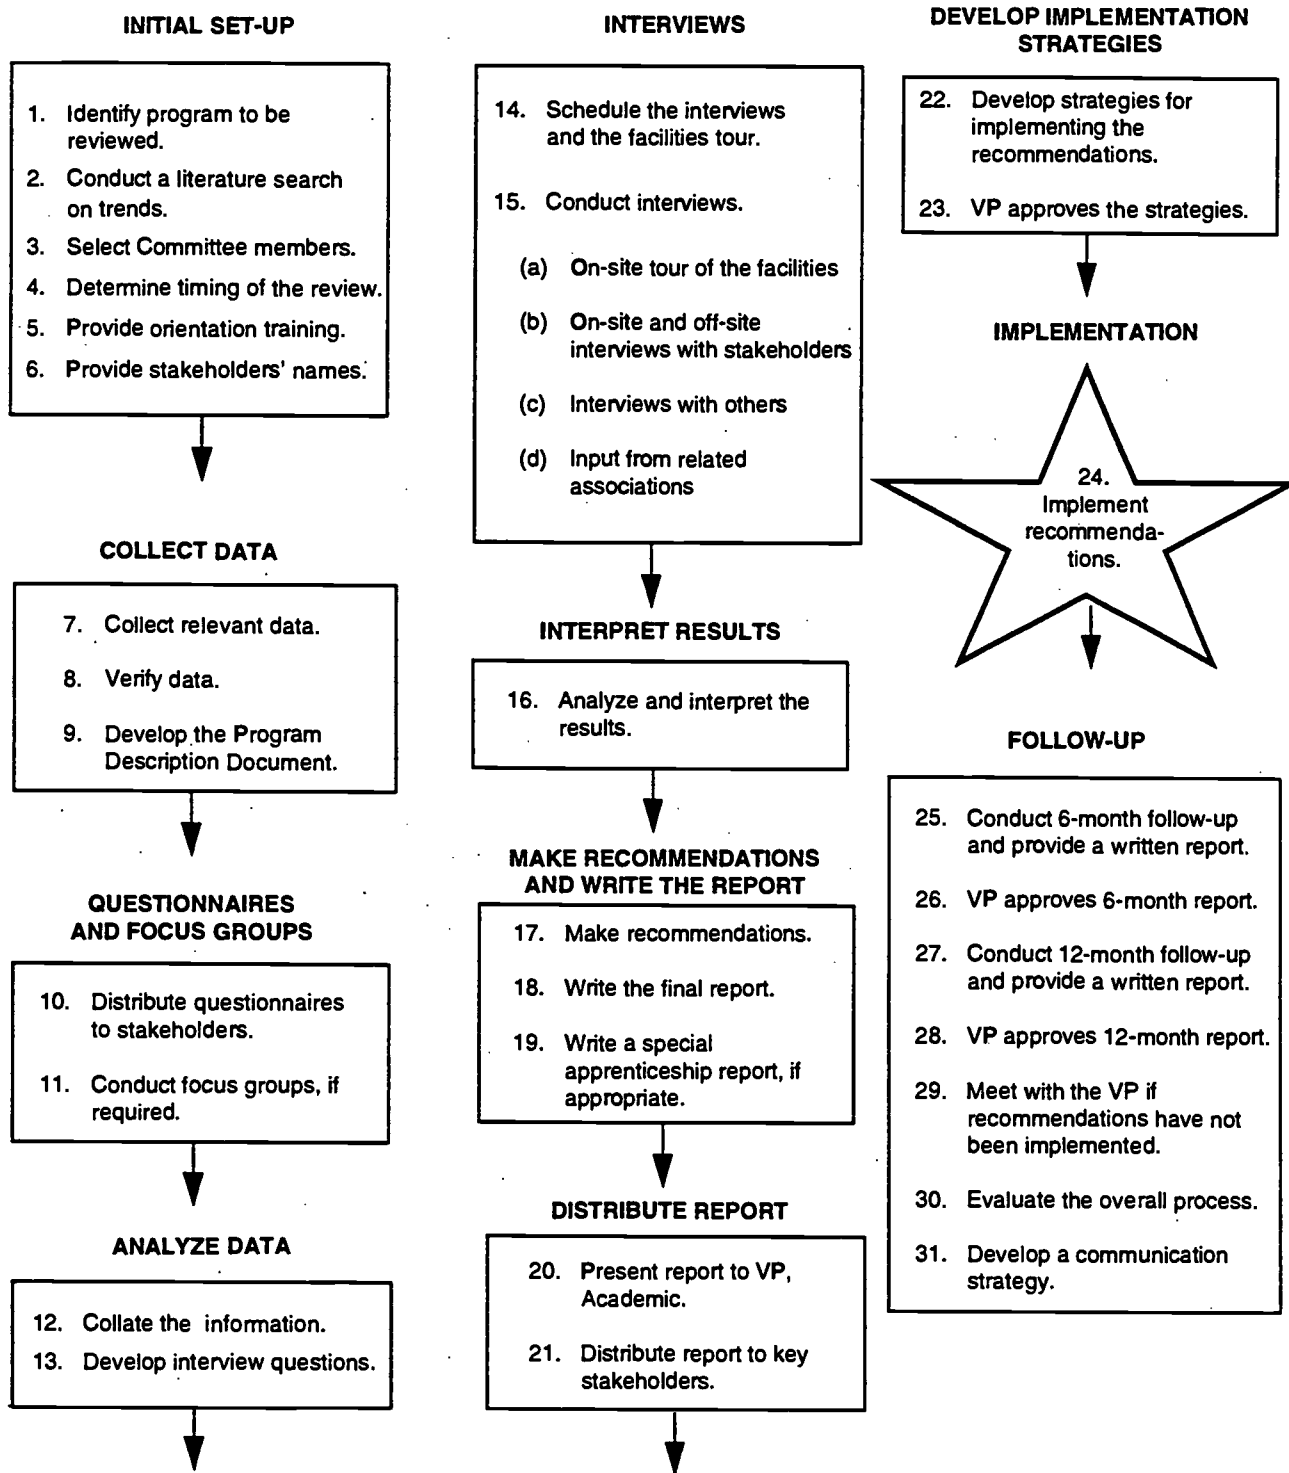 INITIAL SET-UP
1. Identify program to be
reviewed.
2. Conduct a literature search
on trends.
3. Select Committee members.
4. Determine timing of the review.
5. Provide orientation training.
6. Provide stakeholders' names.
COLLECT DATA
7. Collect relevant data.
8. Verify data.
9. Develop the Program
Description Document.
QUESTIONNAIRES
AND FOCUS GROUPS
10. Distribute questionnaires
to stakeholders.
11. Conduct focus groups, if
required.
ANALYZE DATA
12. Collate the information.
13. Develop interview questions.
INTERVIEWS
14. Schedule the interviews
and the facilities tour.
15. Conduct interviews.
(a) On-site tour of the facilities
(b) On-site and off-site
interviews with stakeholders
(c) Interviews with others
(d) Input from related
associations
INTERPRET RESULTS
16. Analyze and interpret the
results.
MAKE RECOMMENDATIONS
AND WRITE THE REPORT
17. Make recommendations.
18. Write the final report.
19. Write a special
apprenticeship report, if
appropriate.
DISTRIBUTE REPORT
20. Present report to VP,
Academic.
21. Distribute report to key
stakeholders.
DEVELOP IMPLEMENTATION
STRATEGIES
22. Develop strategies for
implementing the
recommendations.
23. VP approves the strategies.
IMPLEMENTATION
24.
Implement
recommenda-
tions.
FOLLOW-UP
25. Conduct 6-month follow-up
and provide a written report.
26. VP approves 6-month report.
27. Conduct 12-month follow-up
and provide a written report.
28. VP approves 12-month report.
29. Meet with the VP if
recommendations have not
been implemented.
30. Evaluate the overall process.
31. Develop a communication
strategy.